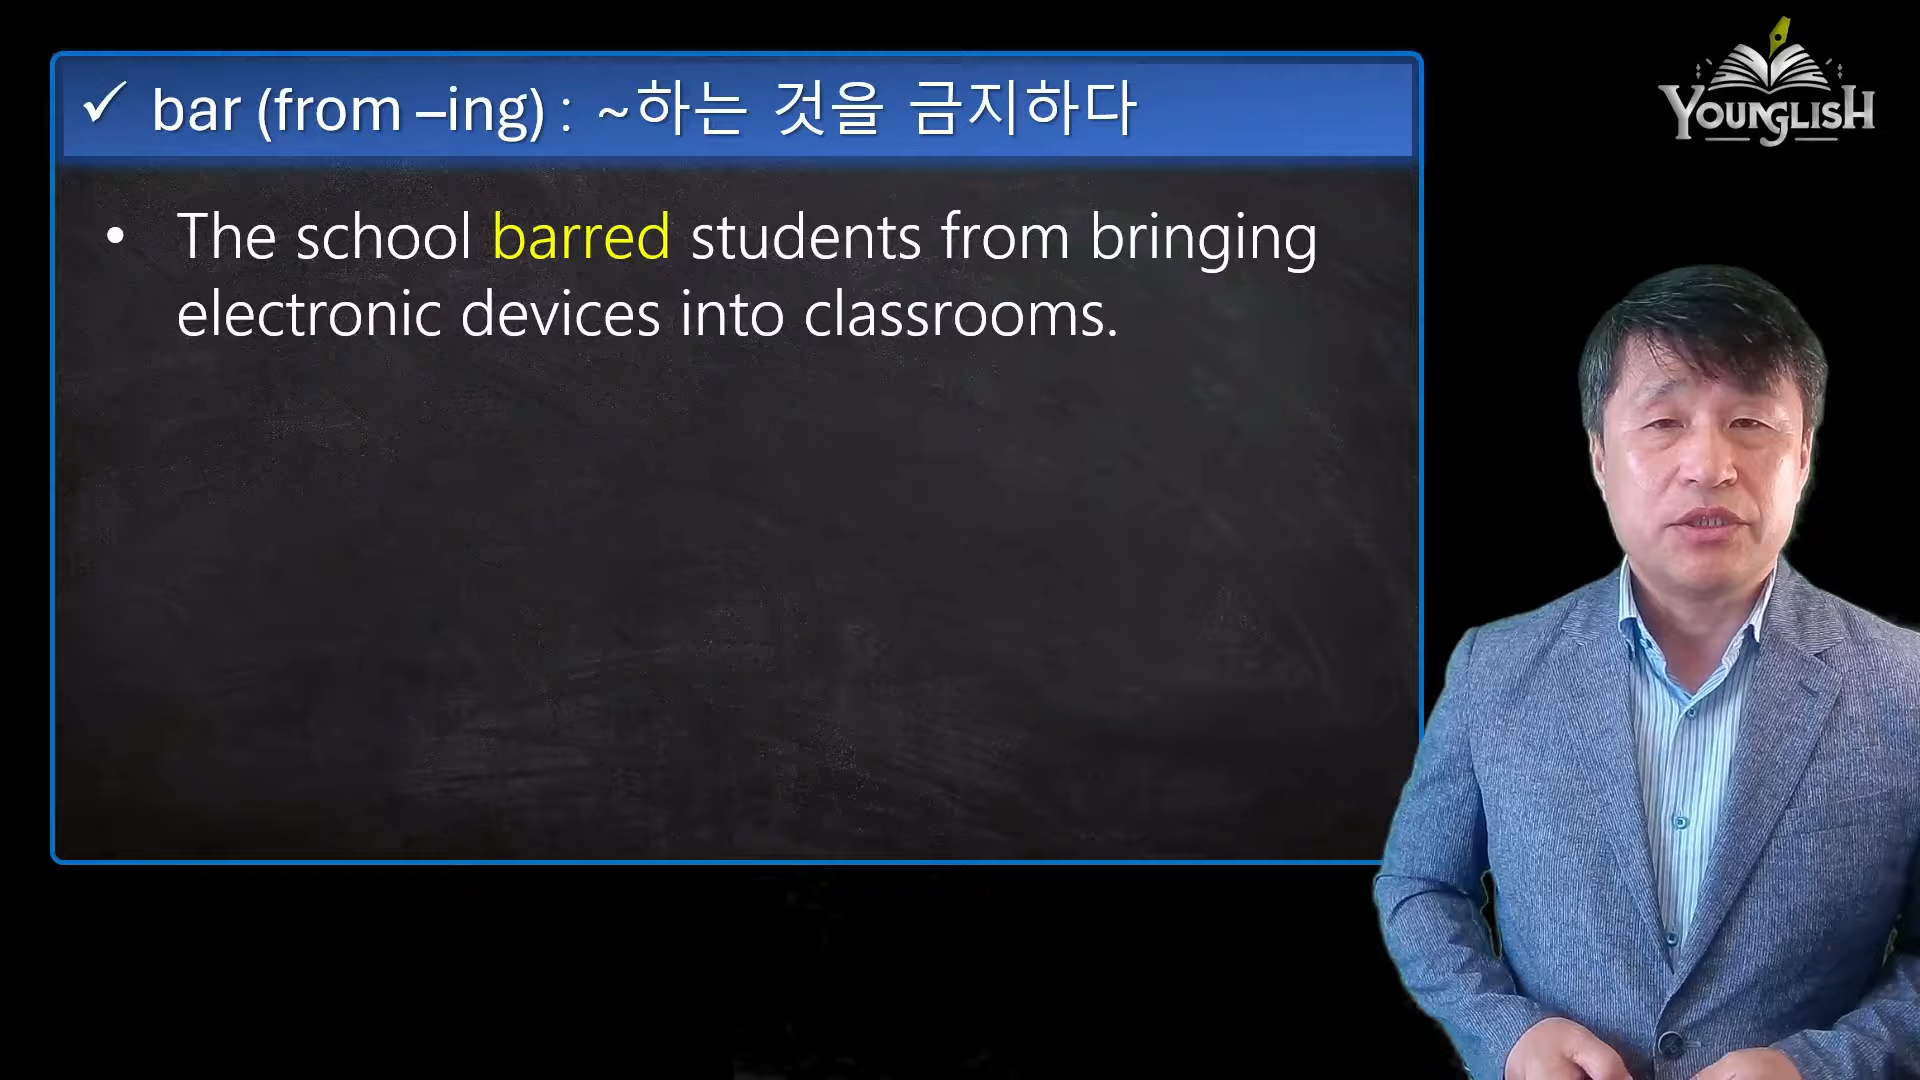 ✓ bar (from –ing) : ~하는 것을 금지하다
YOUNGLISH
• The school barred students from bringing
electronic devices into classrooms.